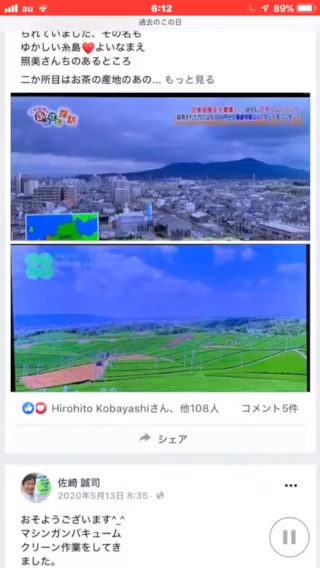 au 6:12 89%
過去のこの日
られていました、その名も
ゆかしい糸島❤よいなまえ
照美さんちのあるところ
二か所目はお茶の産地のあの... もっと見る
探訪
Hirohito Kobayashiさん、他108人 コメント5件
シェア
佐崎 誠司
2020年5月13日 8:35
おそようございます^_^
マシンガンバキューム
クリーン作業をしてき
ました。